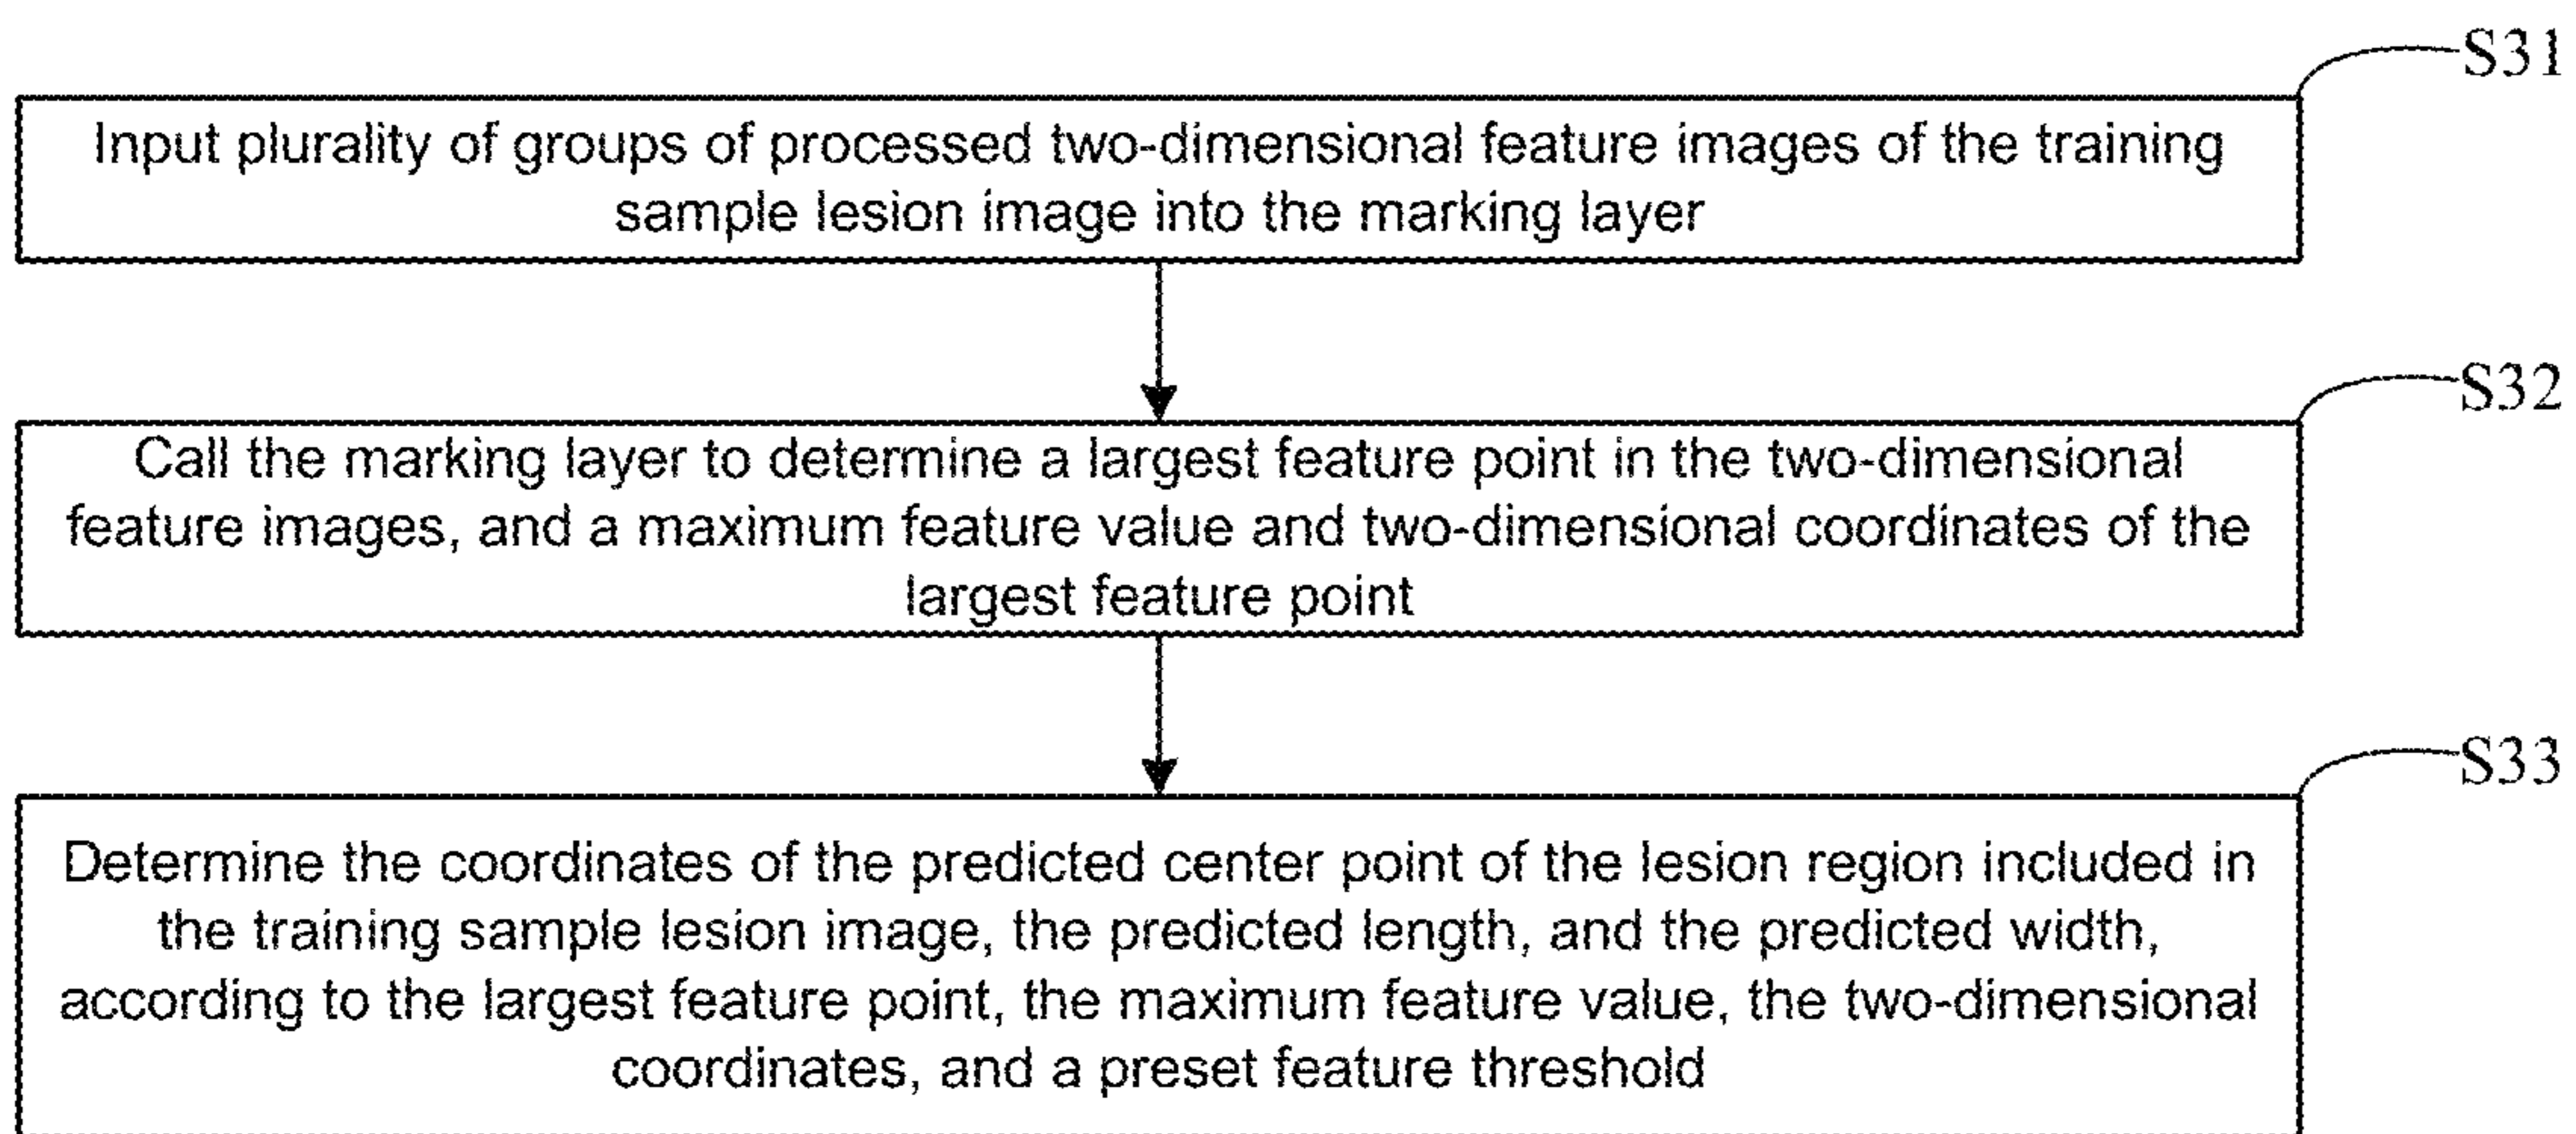 S31
Input plurality of groups of processed two-dimensional feature images of the training
sample lesion image into the marking layer
S32
Call the marking layer to determine a largest feature point in the two-dimensional
feature images, and a maximum feature value and two-dimensional coordinates of the
largest feature point
S33
Determine the coordinates of the predicted center point of the lesion region included in
the training sample lesion image, the predicted length, and the predicted width,
according to the largest feature point, the maximum feature value, the two-dimensional
coordinates, and a preset feature threshold